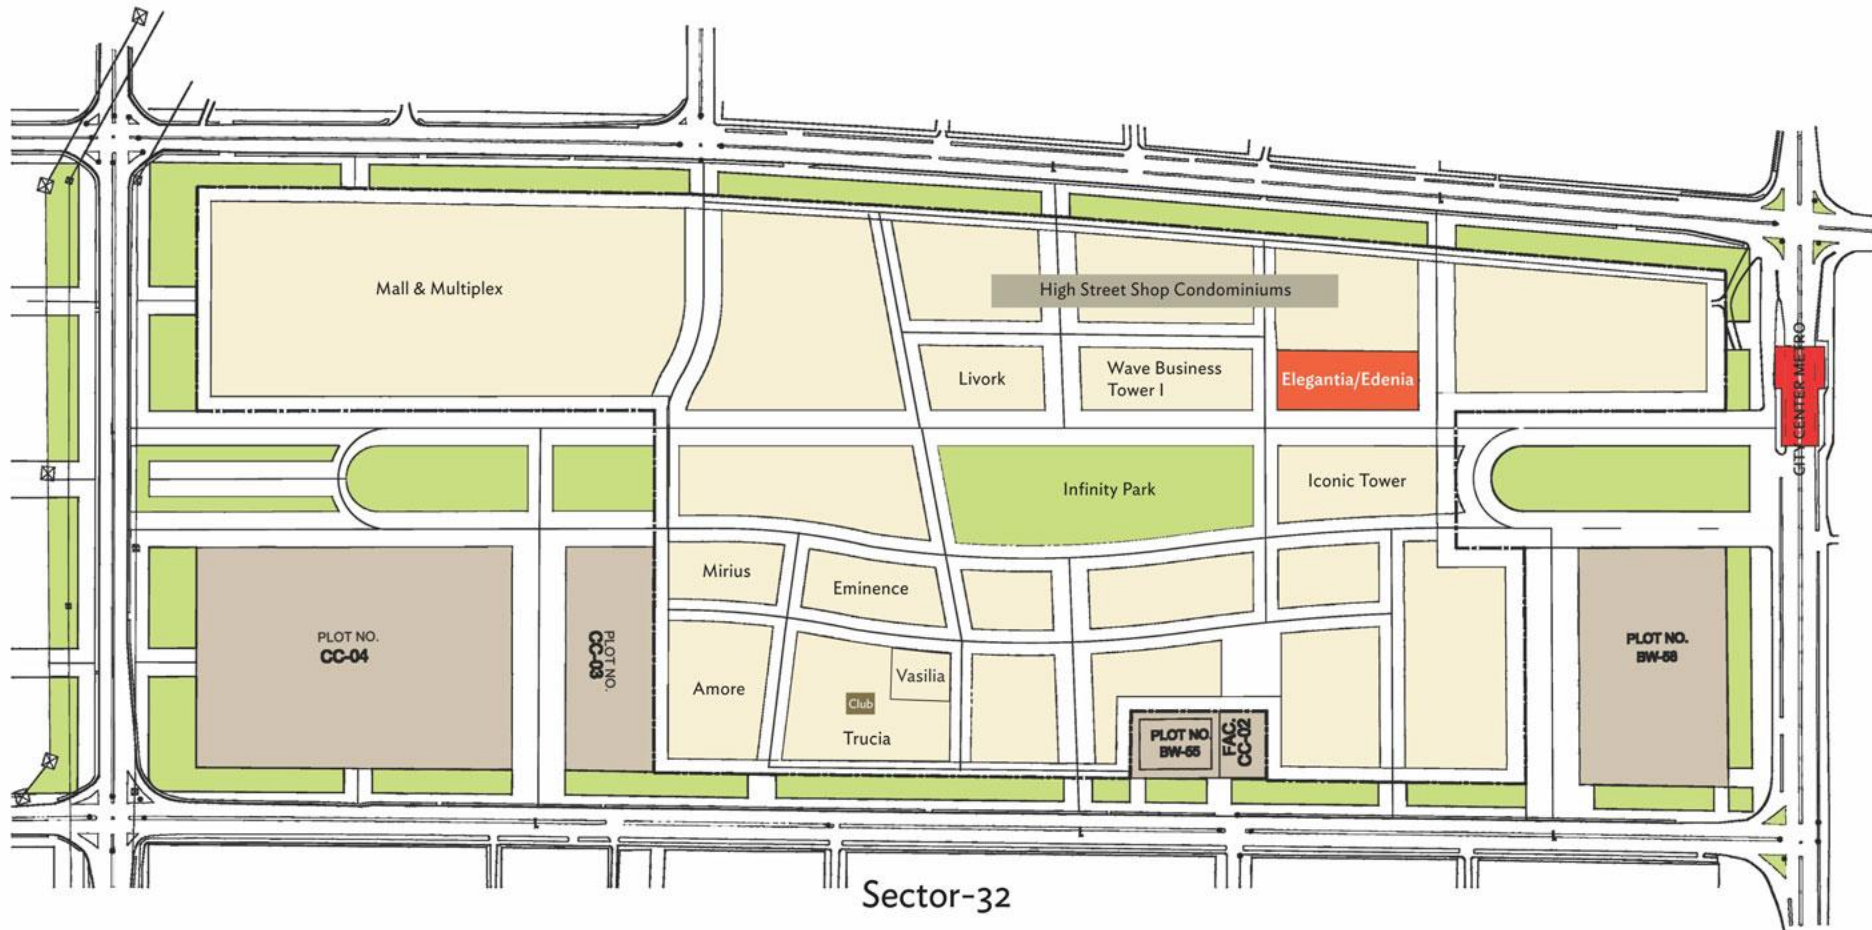 Mall & Multiplex
High Street Shop Condominiums
Livork
Wave Business
Tower I
Elegantia/Edenia
CITY CENTER METRO
Infinity Park
Iconic Tower
Mirius
Eminence
PLOT NO.
CC-04
PLOT NO.
CC-03
Amore
Vasilia
Club
Trucia
PLOT NO.
BW-55
FAC.
CC-02
PLOT NO.
BW-58
Sector-32